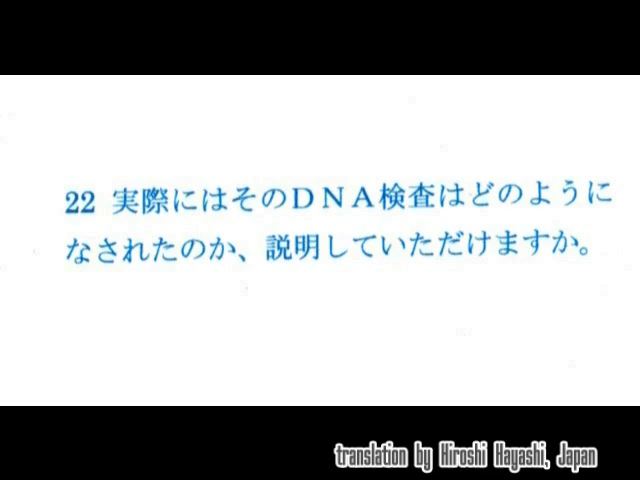 22 実際にはそのDNA検査はどのように
なされたのか、説明していただけますか。
translation by Hiroshi Hayashi, Japan